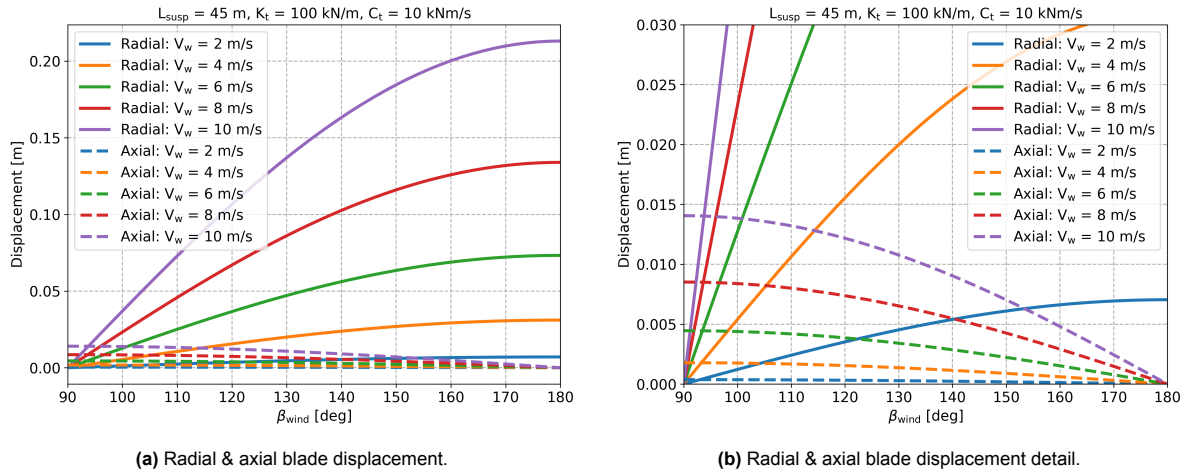 L_susp = 45 m, K_t = 100 kN/m, C_t = 10 kNm/s
Displacement [m]
0.20
0.15
0.10
0.05
0.00
Radial: V_w = 2 m/s
Radial: V_w = 4 m/s
Radial: V_w = 6 m/s
Radial: V_w = 8 m/s
Radial: V_w = 10 m/s
Axial: V_w = 2 m/s
Axial: V_w = 4 m/s
Axial: V_w = 6 m/s
Axial: V_w = 8 m/s
Axial: V_w = 10 m/s
90 100 110 120 130 140 150 160 170 180
β_wind [deg]
(a) Radial & axial blade displacement.
L_susp = 45 m, K_t = 100 kN/m, C_t = 10 kNm/s
Displacement [m]
0.030
0.025
0.020
0.015
0.010
0.005
0.000
Radial: V_w = 2 m/s
Radial: V_w = 4 m/s
Radial: V_w = 6 m/s
Radial: V_w = 8 m/s
Radial: V_w = 10 m/s
Axial: V_w = 2 m/s
Axial: V_w = 4 m/s
Axial: V_w = 6 m/s
Axial: V_w = 8 m/s
Axial: V_w = 10 m/s
90 100 110 120 130 140 150 160 170 180
β_wind [deg]
(b) Radial & axial blade displacement detail.